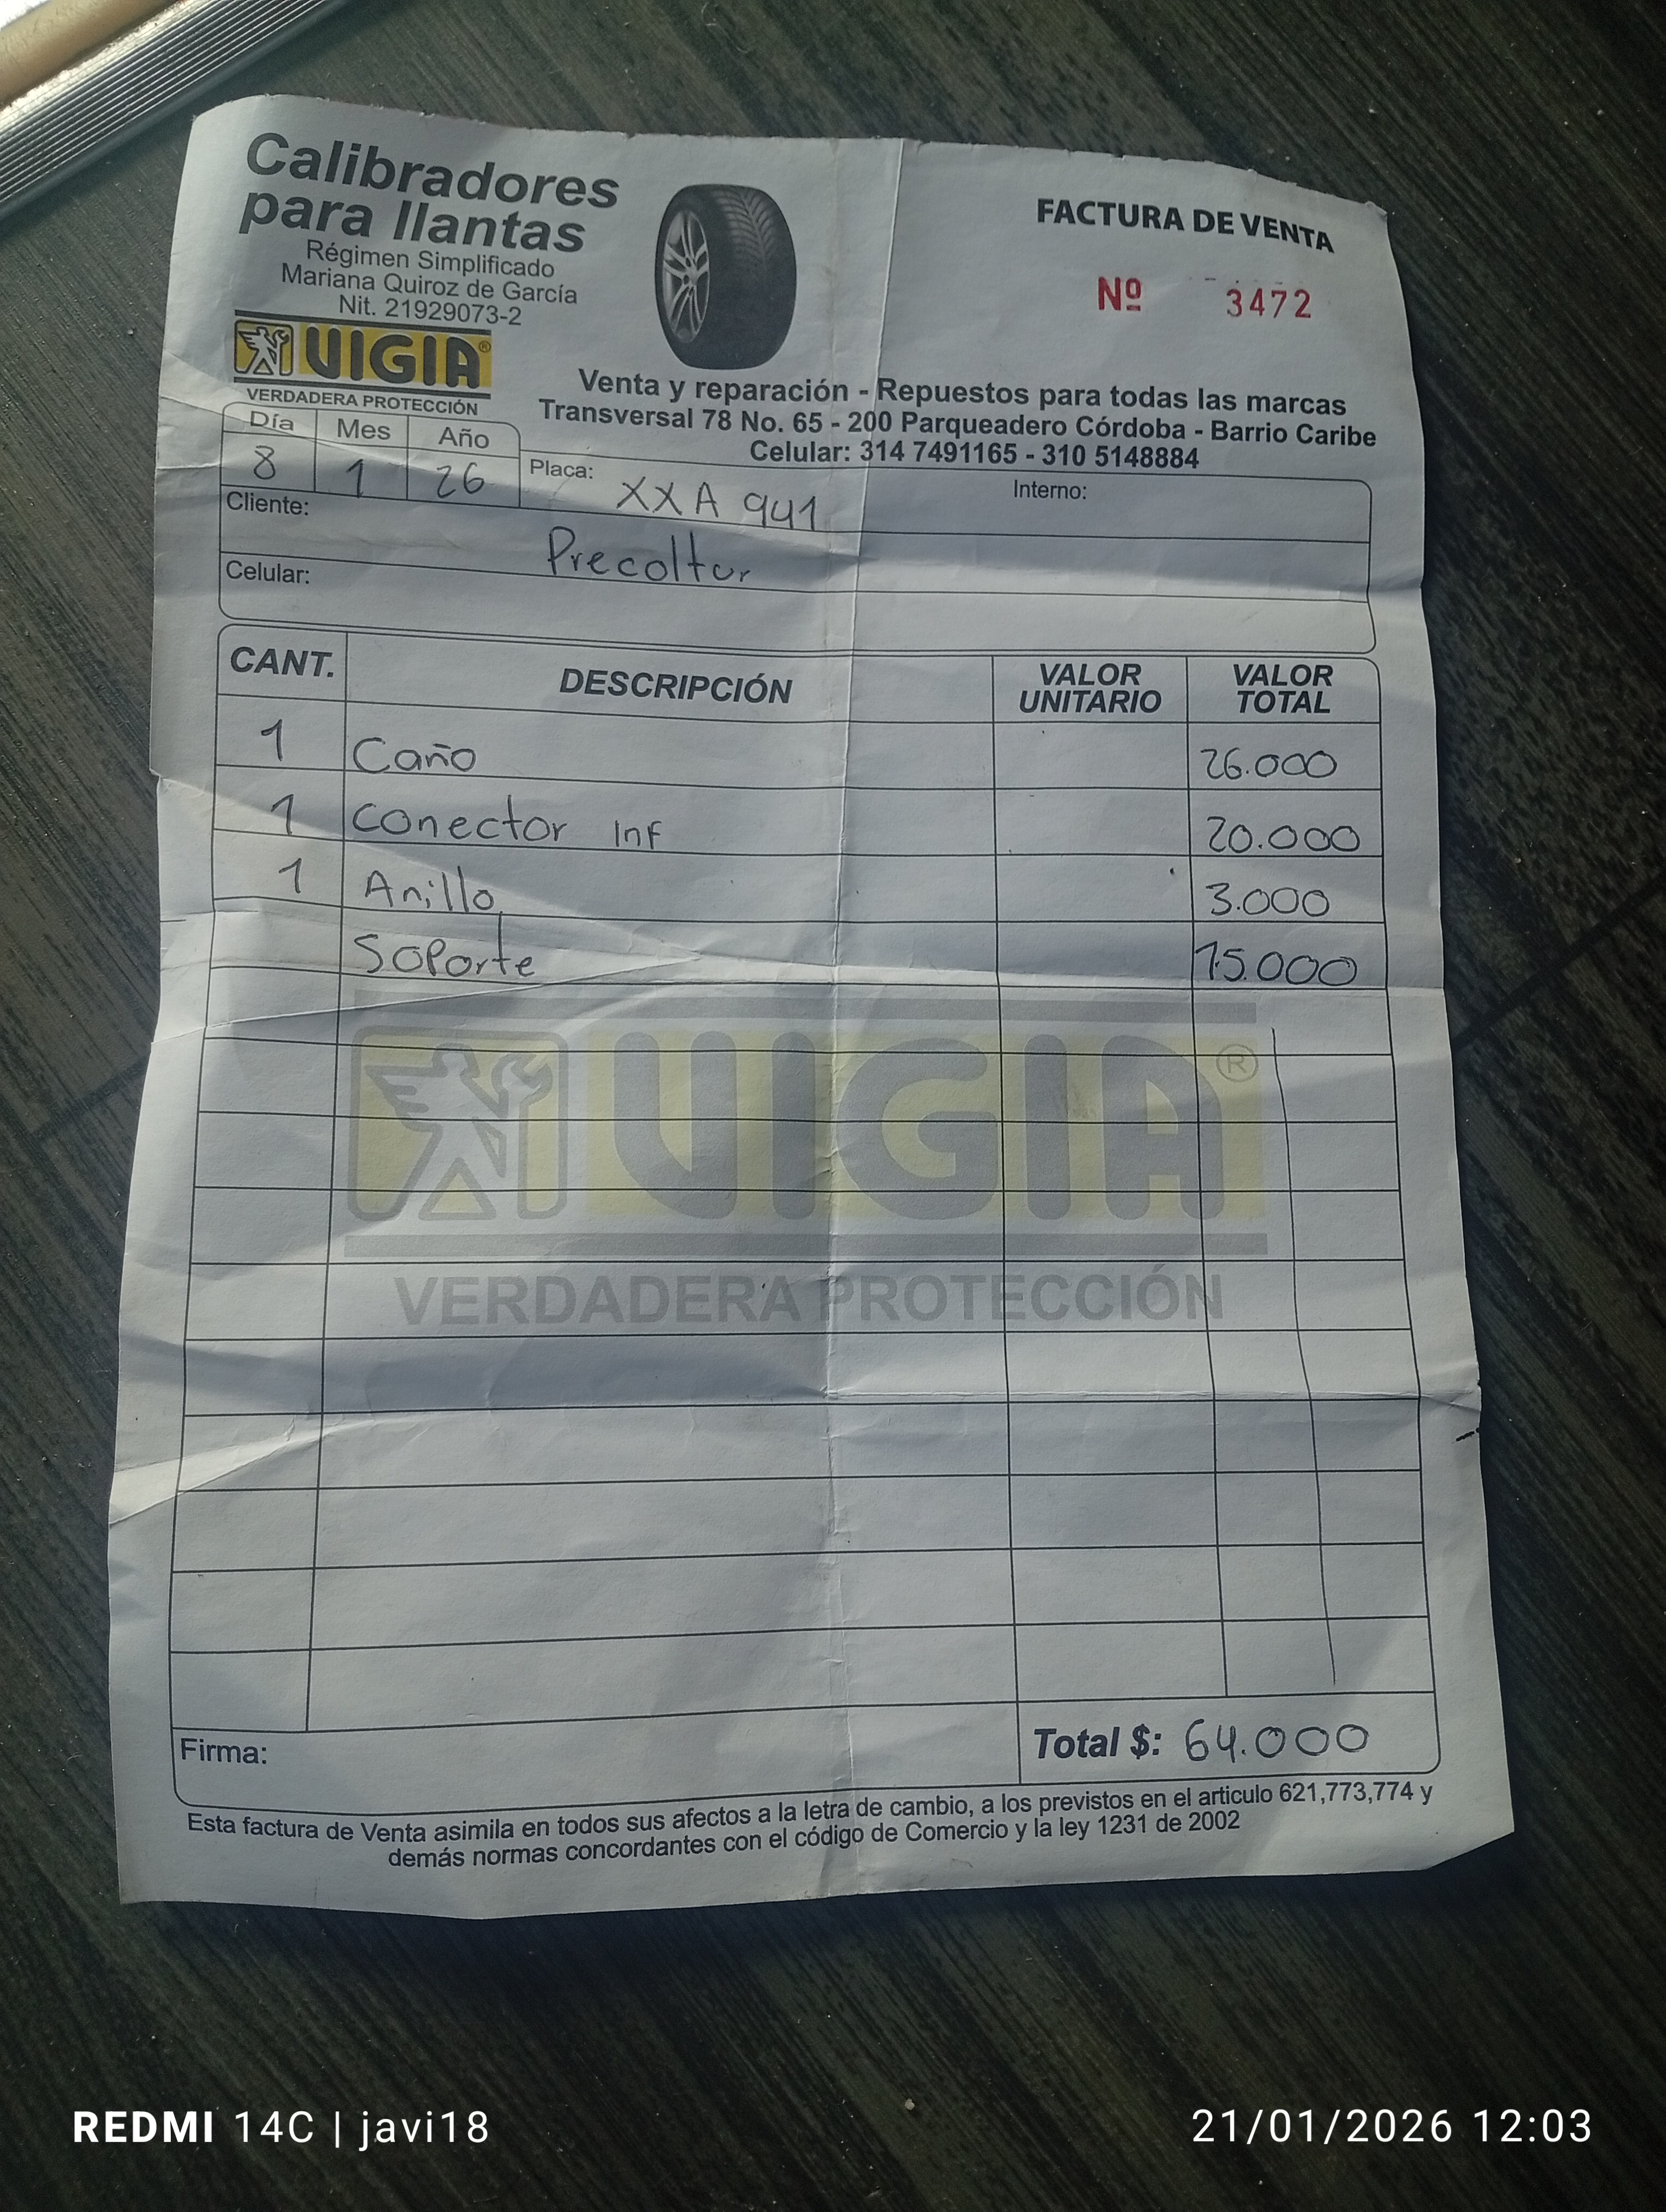 Calibradores
para llantas
Régimen Simplificado
Mariana Quiroz de García
Nit. 21929073-2
VIGIA®
VERDADERA PROTECCIÓN
FACTURA DE VENTA
Nº 3472
Venta y reparación - Repuestos para todas las marcas
Transversal 78 No. 65 - 200 Parqueadero Córdoba - Barrio Caribe
Celular: 314 7491165 - 310 5148884
Día Mes Año
8 1 26
Placa: XXA 941 Interno:
Cliente: Precoltur
Celular:
CANT. DESCRIPCIÓN VALOR UNITARIO VALOR TOTAL
1 Caño 26.000
1 Conector Inf 20.000
1 Anillo 3.000
Soporte 15.000
VIGIA®
VERDADERA PROTECCIÓN
Firma: Total $: 64.000
Esta factura de Venta asimila en todos sus afectos a la letra de cambio, a los previstos en el articulo 621,773,774 y
demás normas concordantes con el código de Comercio y la ley 1231 de 2002
REDMI 14C | javi18 21/01/2026 12:03